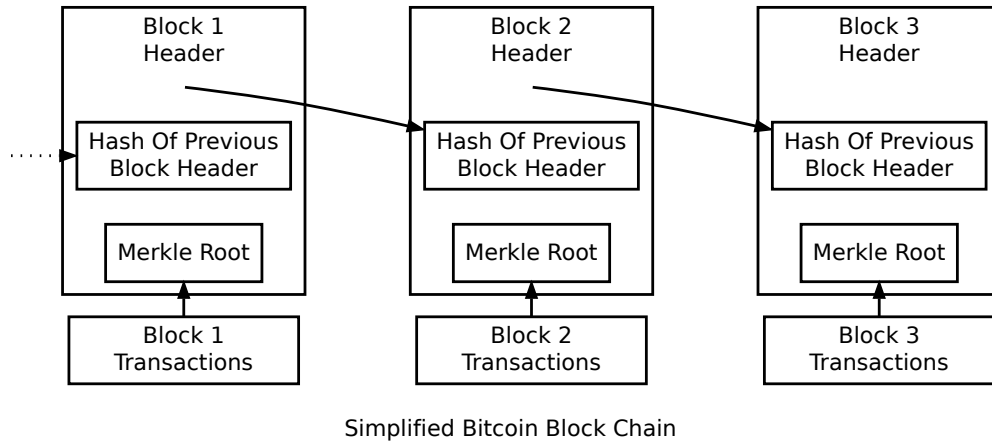 Block 1
Header
Hash Of Previous
Block Header
Merkle Root
Block 1
Transactions
Block 2
Header
Hash Of Previous
Block Header
Merkle Root
Block 2
Transactions
Block 3
Header
Hash Of Previous
Block Header
Merkle Root
Block 3
Transactions
Simplified Bitcoin Block Chain